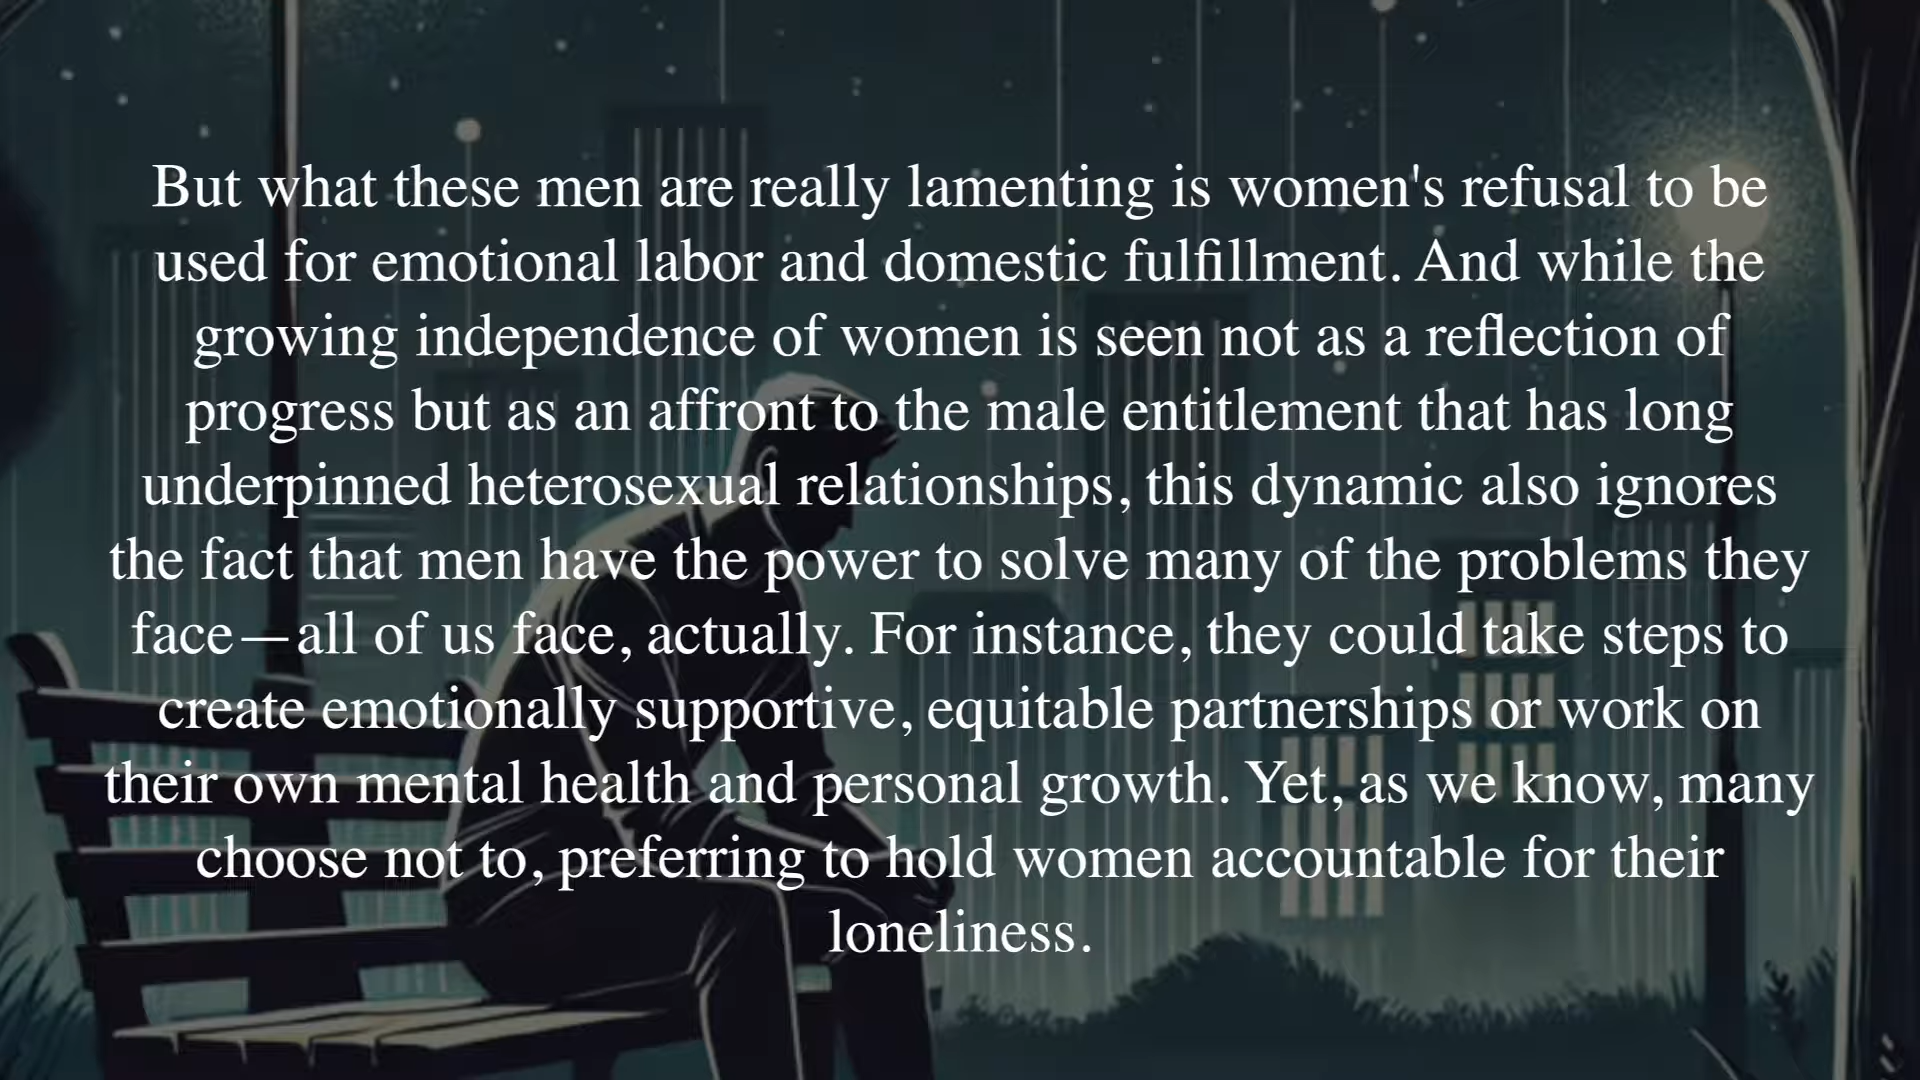 But what these men are really lamenting is women's refusal to be
used for emotional labor and domestic fulfillment. And while the
growing independence of women is seen not as a reflection of
progress but as an affront to the male entitlement that has long
underpinned heterosexual relationships, this dynamic also ignores
the fact that men have the power to solve many of the problems they
face—all of us face, actually. For instance, they could take steps to
create emotionally supportive, equitable partnerships or work on
their own mental health and personal growth. Yet, as we know, many
choose not to, preferring to hold women accountable for their
loneliness.